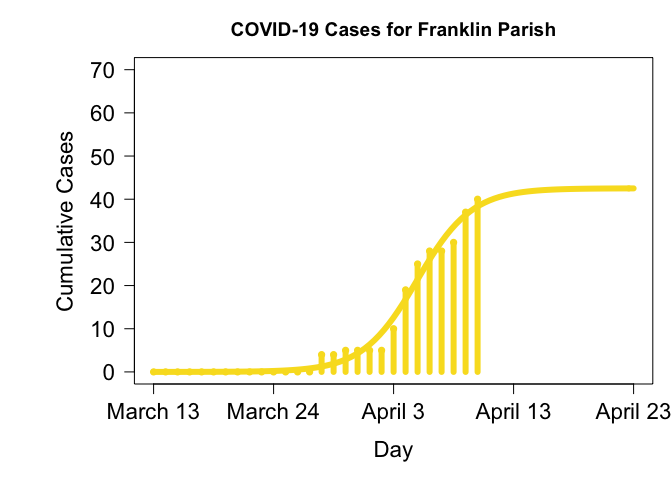 COVID-19 Cases for Franklin Parish
70
60
50
40
30
20
10
0
Cumulative Cases
March 13 March 24 April 3 April 13 April 23
Day